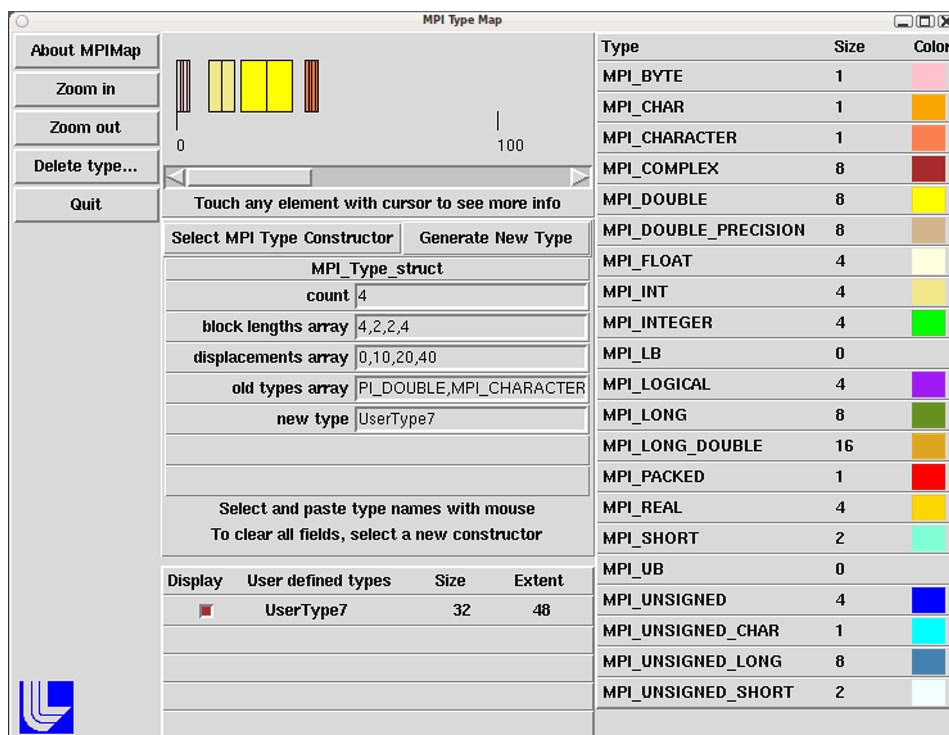 MPI Type Map
About MPIMap
Zoom in
Zoom out
Delete type...
Quit
0 100
Touch any element with cursor to see more info
Select MPI Type Constructor Generate New Type
MPI_Type_struct
count 4
block lengths array 4,2,2,4
displacements array 0,10,20,40
old types array PI_DOUBLE,MPI_CHARACTER
new type UserType7
Select and paste type names with mouse
To clear all fields, select a new constructor
Display User defined types Size Extent
UserType7 32 48
Type Size Color
MPI_BYTE 1
MPI_CHAR 1
MPI_CHARACTER 1
MPI_COMPLEX 8
MPI_DOUBLE 8
MPI_DOUBLE_PRECISION 8
MPI_FLOAT 4
MPI_INT 4
MPI_INTEGER 4
MPI_LB 0
MPI_LOGICAL 4
MPI_LONG 8
MPI_LONG_DOUBLE 16
MPI_PACKED 1
MPI_REAL 4
MPI_SHORT 2
MPI_UB 0
MPI_UNSIGNED 4
MPI_UNSIGNED_CHAR 1
MPI_UNSIGNED_LONG 8
MPI_UNSIGNED_SHORT 2